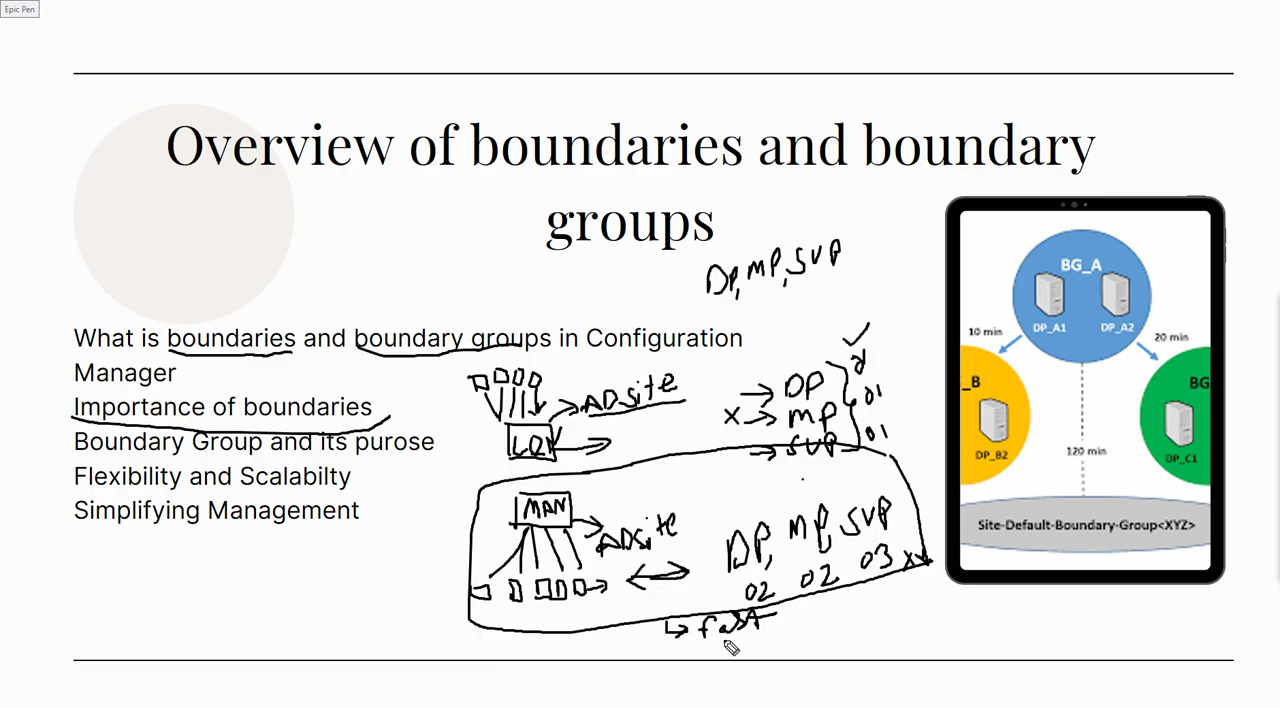 Epic Pen
Overview of boundaries and boundary
groups
DP, MP, SUP
What is boundaries and boundary groups in Configuration
Manager
Importance of boundaries
Boundary Group and its purose
Flexibility and Scalabilty
Simplifying Management
ADsite
DP
01
X MP
01
SUP
LON
MAN
ADsite
DP, MP, SUP
02 02 03
fast
BG_A
DP_A1 DP_A2
10 min 20 min
_B BG
DP_B2 DP_C1
120 min
Site-Default-Boundary-Group<XYZ>